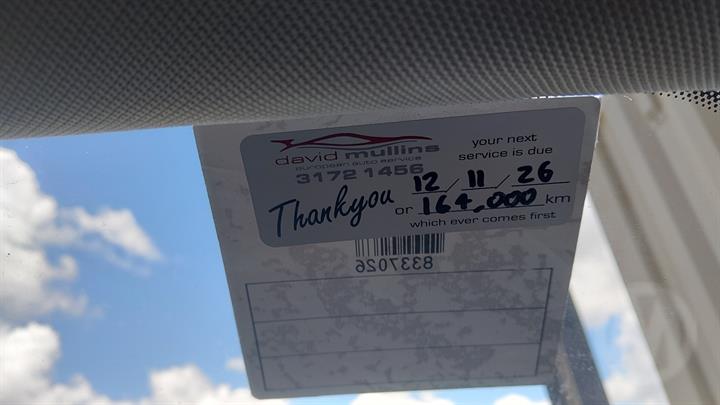 david mullins
european auto service
3172 1456
Thankyou
your next
service is due
12/11/26
or 164,000 km
which ever comes first
8337026